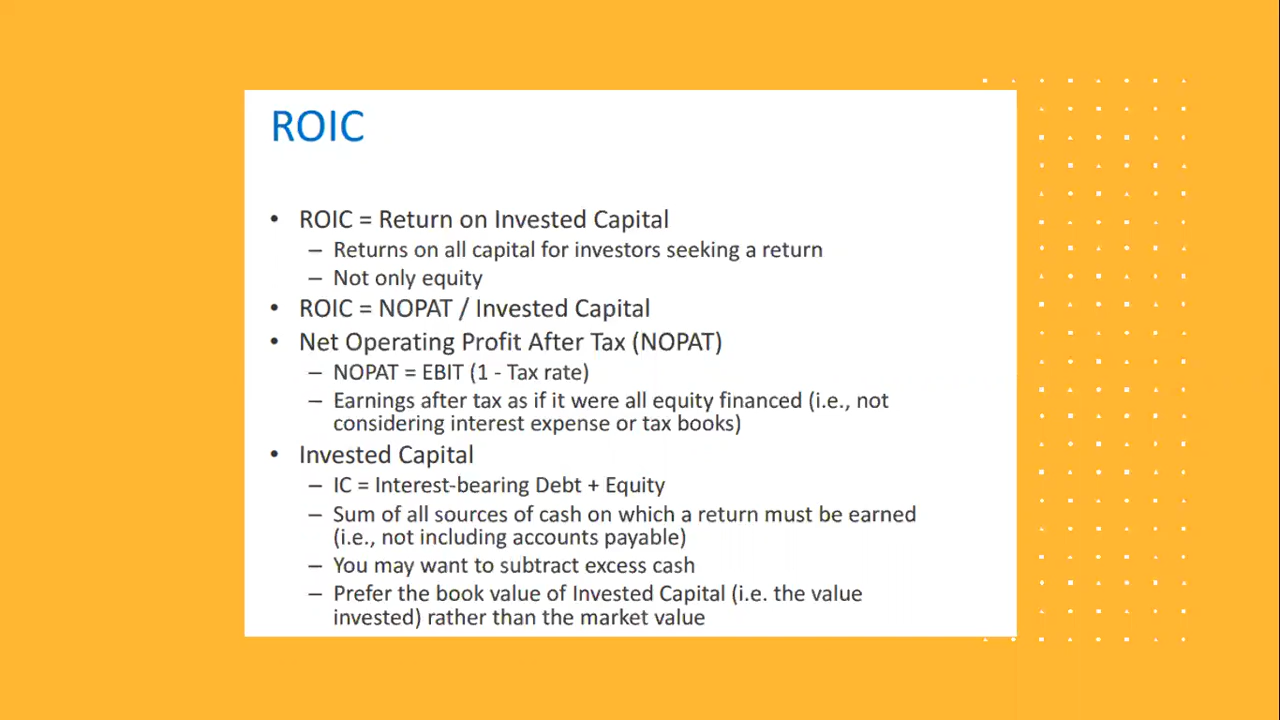 ROIC
• ROIC = Return on Invested Capital
– Returns on all capital for investors seeking a return
– Not only equity
• ROIC = NOPAT / Invested Capital
• Net Operating Profit After Tax (NOPAT)
– NOPAT = EBIT (1 - Tax rate)
– Earnings after tax as if it were all equity financed (i.e., not
considering interest expense or tax books)
• Invested Capital
– IC = Interest-bearing Debt + Equity
– Sum of all sources of cash on which a return must be earned
(i.e., not including accounts payable)
– You may want to subtract excess cash
– Prefer the book value of Invested Capital (i.e. the value
invested) rather than the market value